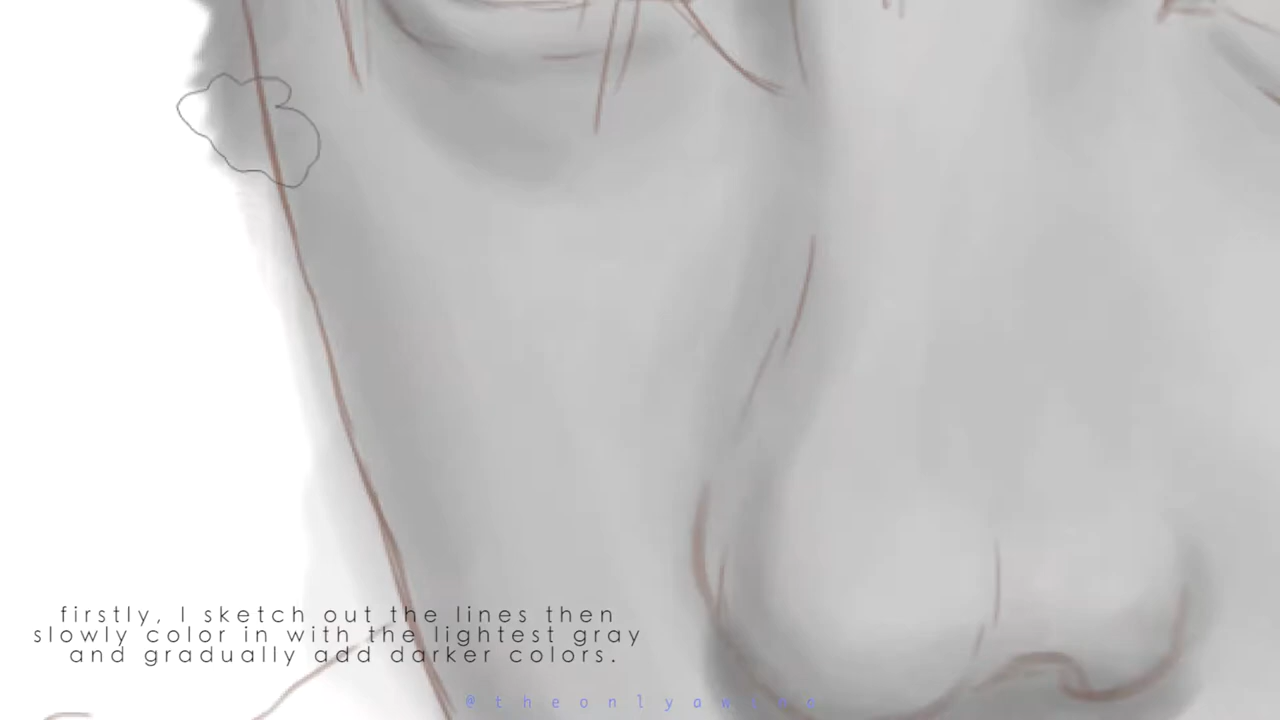 firstly, I sketch out the lines then
slowly color in with the lightest gray
and gradually add darker colors.